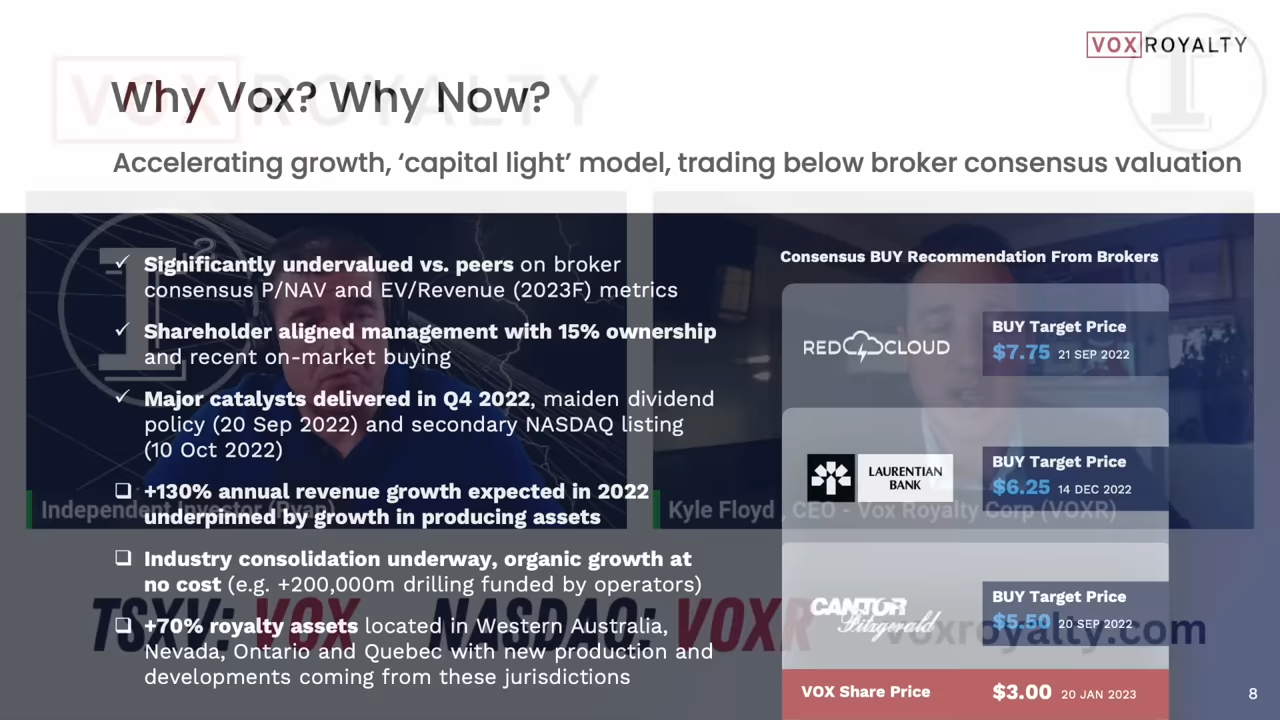 VOX ROYALTY
VOX ROYALTY
Why Vox? Why Now?
Accelerating growth, ‘capital light’ model, trading below broker consensus valuation
✓ Significantly undervalued vs. peers on broker
consensus P/NAV and EV/Revenue (2023F) metrics
✓ Shareholder aligned management with 15% ownership
and recent on-market buying
✓ Major catalysts delivered in Q4 2022, maiden dividend
policy (20 Sep 2022) and secondary NASDAQ listing
(10 Oct 2022)
❑ +130% annual revenue growth expected in 2022
underpinned by growth in producing assets
❑ Industry consolidation underway, organic growth at
no cost (e.g. +200,000m drilling funded by operators)
❑ +70% royalty assets located in Western Australia,
Nevada, Ontario and Quebec with new production and
developments coming from these jurisdictions
Consensus BUY Recommendation From Brokers
REDCLOUD
BUY Target Price
$7.75 21 SEP 2022
LAURENTIAN
BANK
BUY Target Price
$6.25 14 DEC 2022
CANTOR
Fitzgerald
BUY Target Price
$5.50 20 SEP 2022
VOX Share Price $3.00 20 JAN 2023
8
I2
I
Independent Investor (Ryan)
Kyle Floyd , CEO - Vox Royalty Corp (VOXR)
TSXV: VOX NASDAQ: VOXR voxroyalty.com